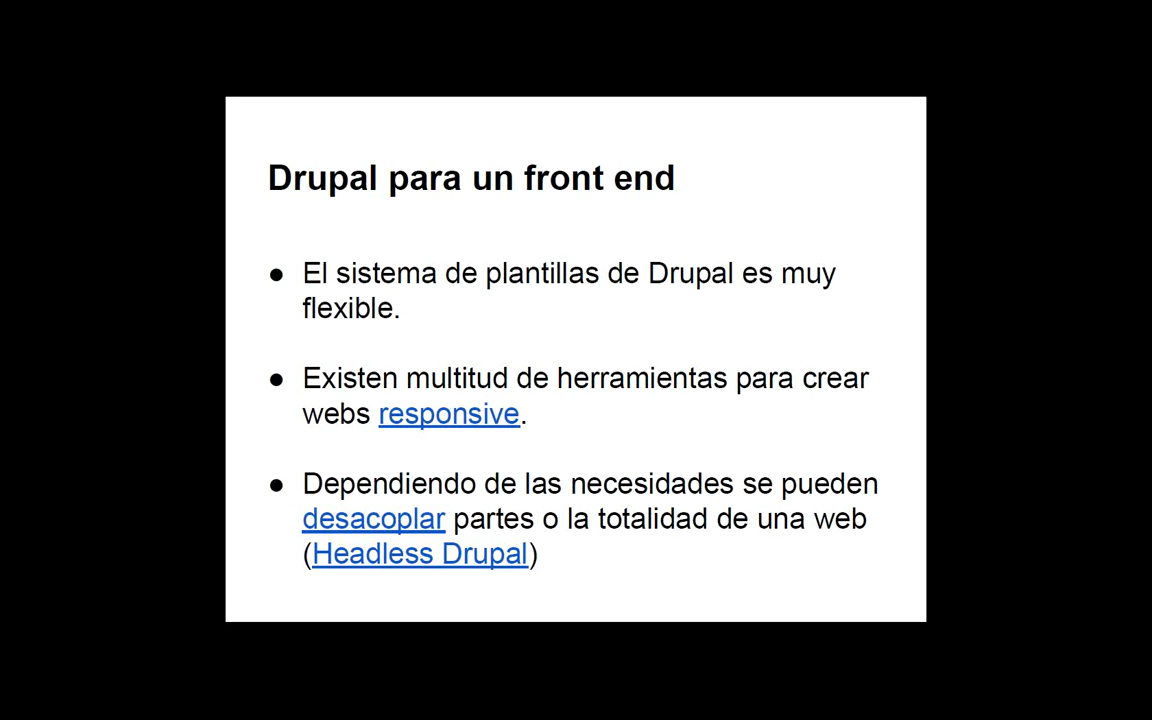 Drupal para un front end
● El sistema de plantillas de Drupal es muy
flexible.
● Existen multitud de herramientas para crear
webs responsive.
● Dependiendo de las necesidades se pueden
desacoplar partes o la totalidad de una web
(Headless Drupal)